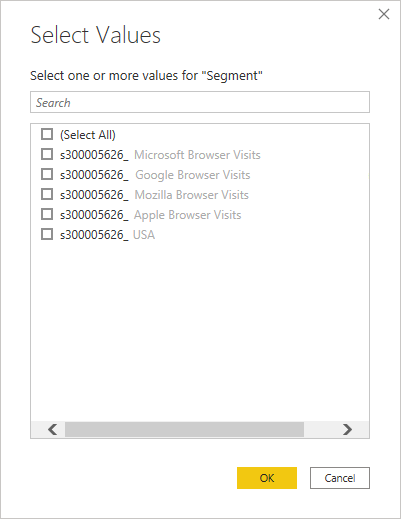 Select Values
Select one or more values for "Segment"
Search
(Select All)
s300005626_ Microsoft Browser Visits
s300005626_ Google Browser Visits
s300005626_ Mozilla Browser Visits
s300005626_ Apple Browser Visits
s300005626_ USA
OK Cancel